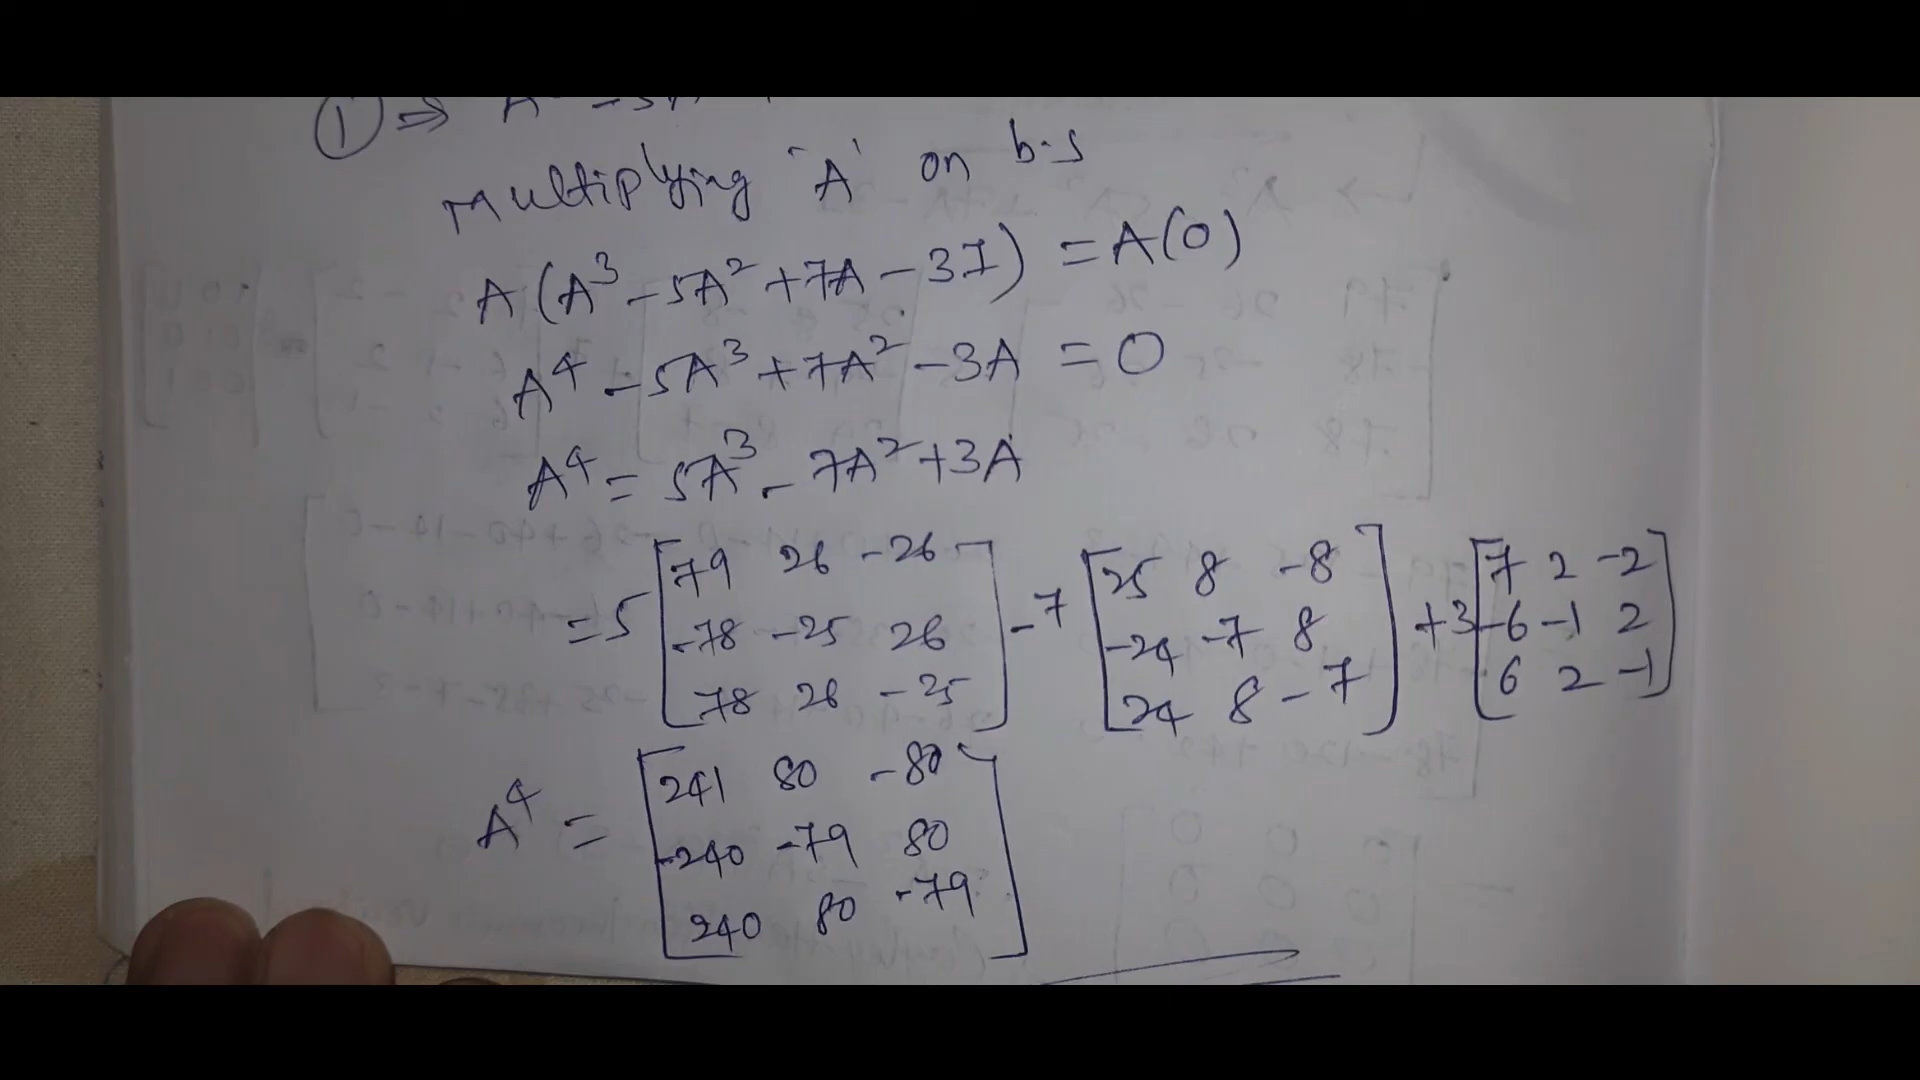 ① ⇒
multiplying 'A' on b.s
A(A³ - 5A² + 7A - 3I) = A(0)
A⁴ - 5A³ + 7A² - 3A = 0
A⁴ = 5A³ - 7A² + 3A
= 5 [79 26 -26; -78 -25 26; 78 26 -25] - 7 [25 8 -8; -24 -7 8; 24 8 -7] + 3 [7 2 -2; -6 -1 2; 6 2 -1]
A⁴ = [241 80 -80; -240 -79 80; 240 80 -79]